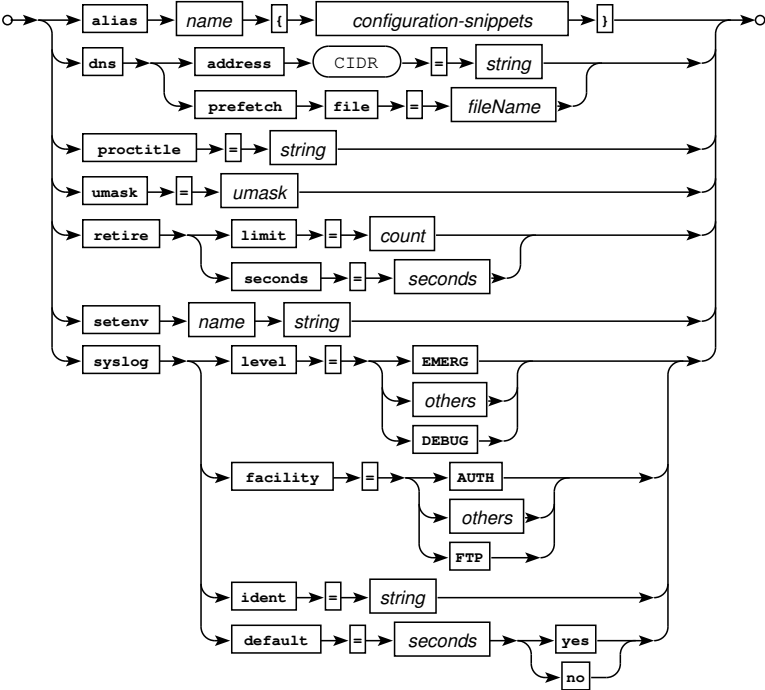 alias name { configuration-snippets }
dns address CIDR = string
prefetch file = fileName
proctitle = string
umask = umask
retire limit = count
seconds = seconds
setenv name string
syslog level = EMERG
others
DEBUG
facility = AUTH
others
FTP
ident = string
default = seconds yes
no